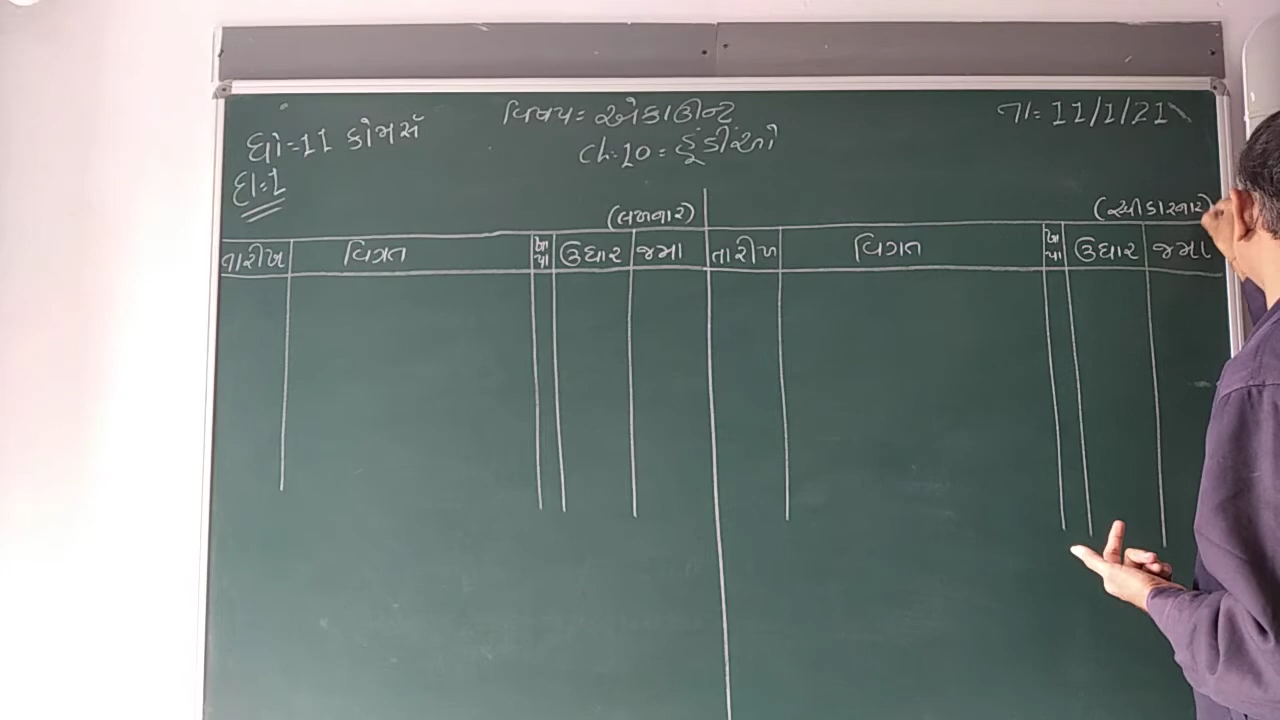 ધો-11 કોમર્સ
વિષય: એકાઉન્ટ
તા: 11/1/21
Ch:10 = હૂંડીઓ
દા:1
(લખનાર)
(સ્વીકારનાર)
તારીખ વિગત ખા પા ઉધાર જમા તારીખ વિગત ખા પા ઉધાર જમા